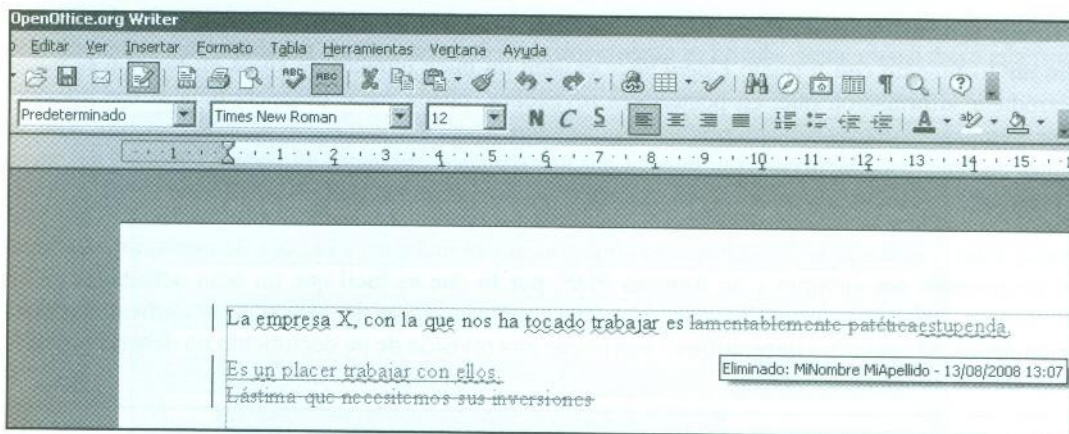 OpenOffice.org Writer
Editar Ver Insertar Formato Tabla Herramientas Ventana Ayuda
ABC ABC
Predeterminado Times New Roman 12 N C S A
1 1 2 3 4 5 6 7 8 9 10 11 12 13 14 15
La empresa X, con la que nos ha tocado trabajar es lamentablemente patéticaestupenda.
Es un placer trabajar con ellos.
Eliminado: MiNombre MiApellido - 13/08/2008 13:07
Lástima que necesitemos sus inversiones